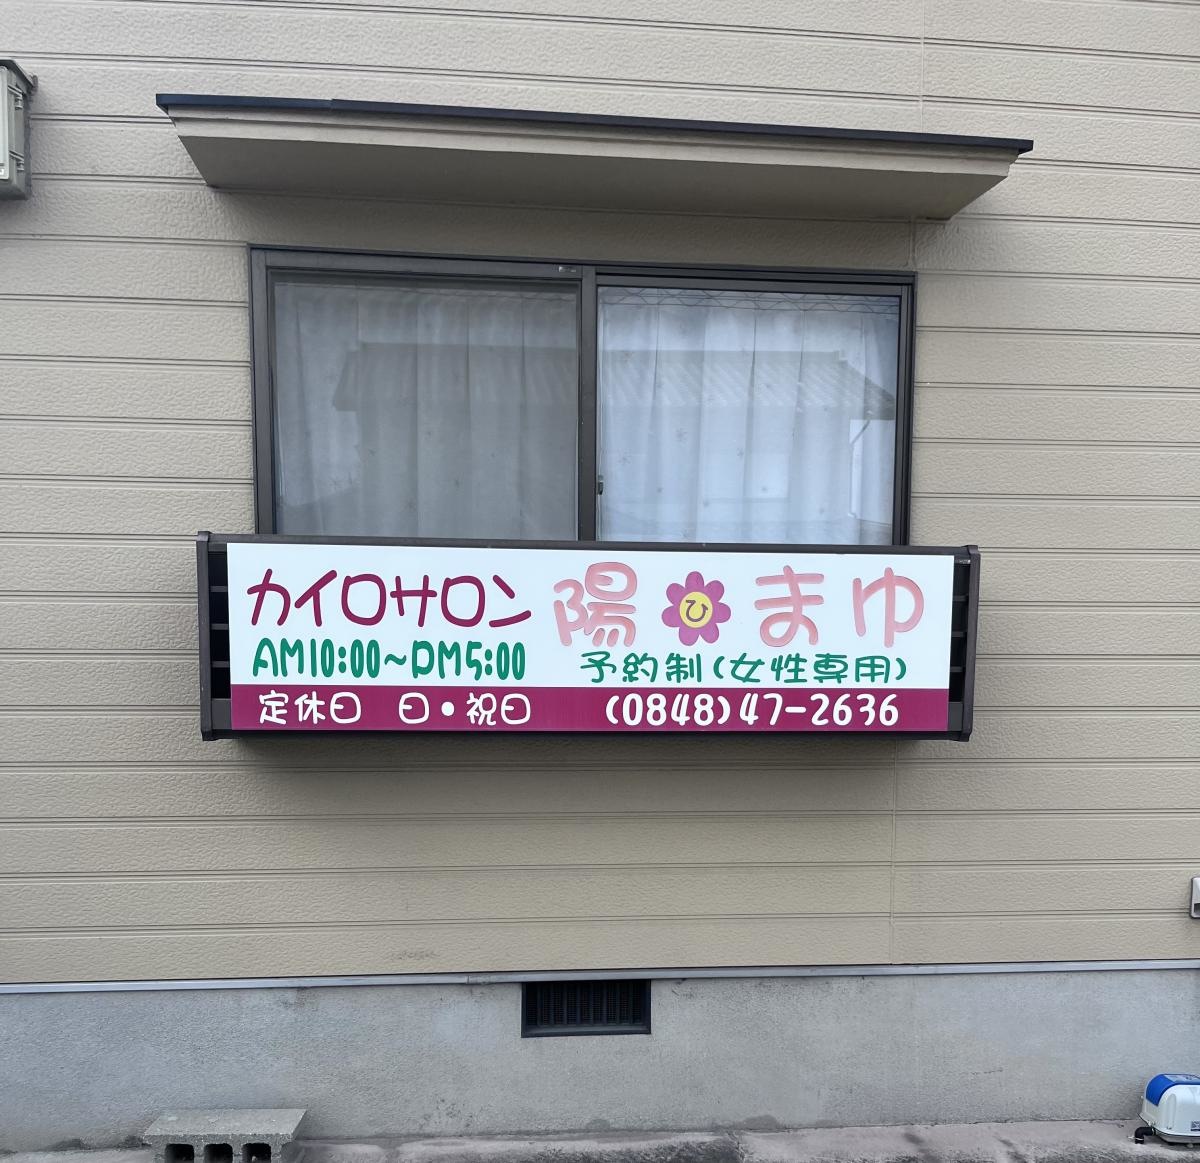 カイロサロン 陽 ひ まゆ
AM10:00~PM5:00 予約制(女性専用)
定休日 日・祝日 (0848)47-2636